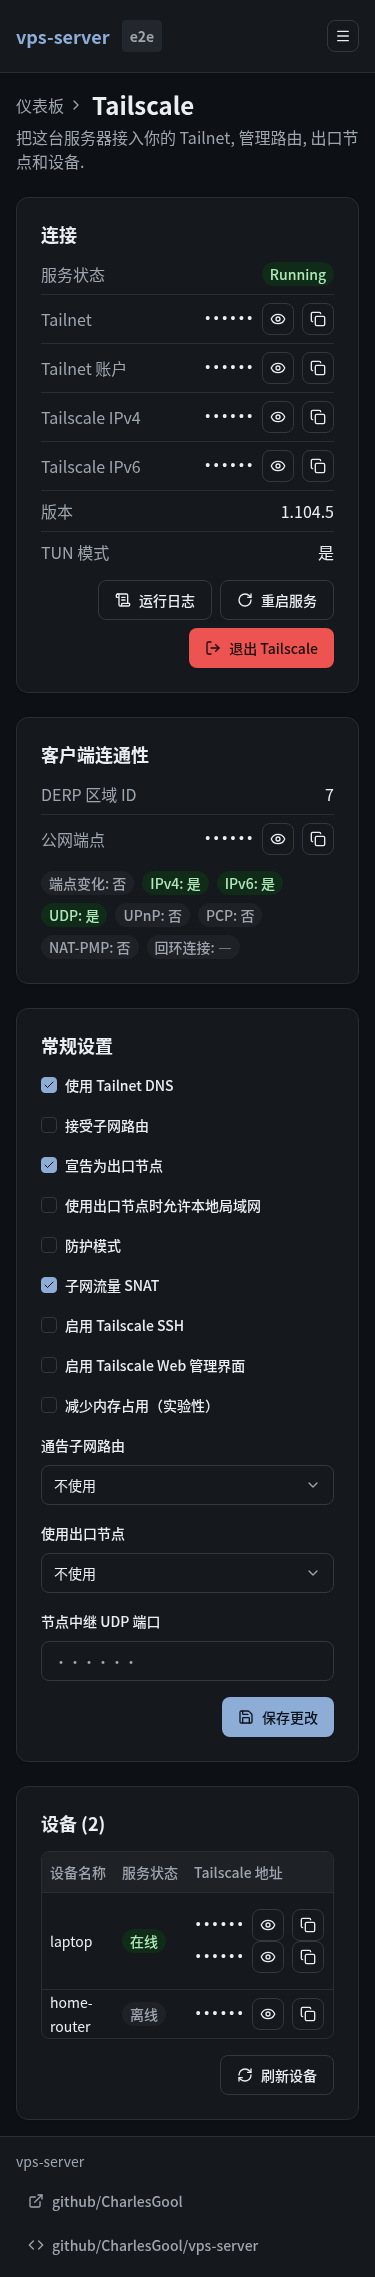 vps-server e2e
仪表板 > Tailscale
把这台服务器接入你的 Tailnet, 管理路由, 出口节
点和设备.
连接
服务状态 Running
Tailnet ••••••
Tailnet 账户 ••••••
Tailscale IPv4 ••••••
Tailscale IPv6 ••••••
版本 1.104.5
TUN 模式 是
运行日志 重启服务
退出 Tailscale
客户端连通性
DERP 区域 ID 7
公网端点 ••••••
端点变化: 否 IPv4: 是 IPv6: 是
UDP: 是 UPnP: 否 PCP: 否
NAT-PMP: 否 回环连接: —
常规设置
使用 Tailnet DNS
接受子网路由
宣告为出口节点
使用出口节点时允许本地局域网
防护模式
子网流量 SNAT
启用 Tailscale SSH
启用 Tailscale Web 管理界面
减少内存占用（实验性）
通告子网路由
不使用
使用出口节点
不使用
节点中继 UDP 端口
••••••
保存更改
设备 (2)
设备名称 服务状态 Tailscale 地址
laptop 在线 ••••••
••••••
home-
router 离线 ••••••
刷新设备
vps-server
github/CharlesGool
github/CharlesGool/vps-server